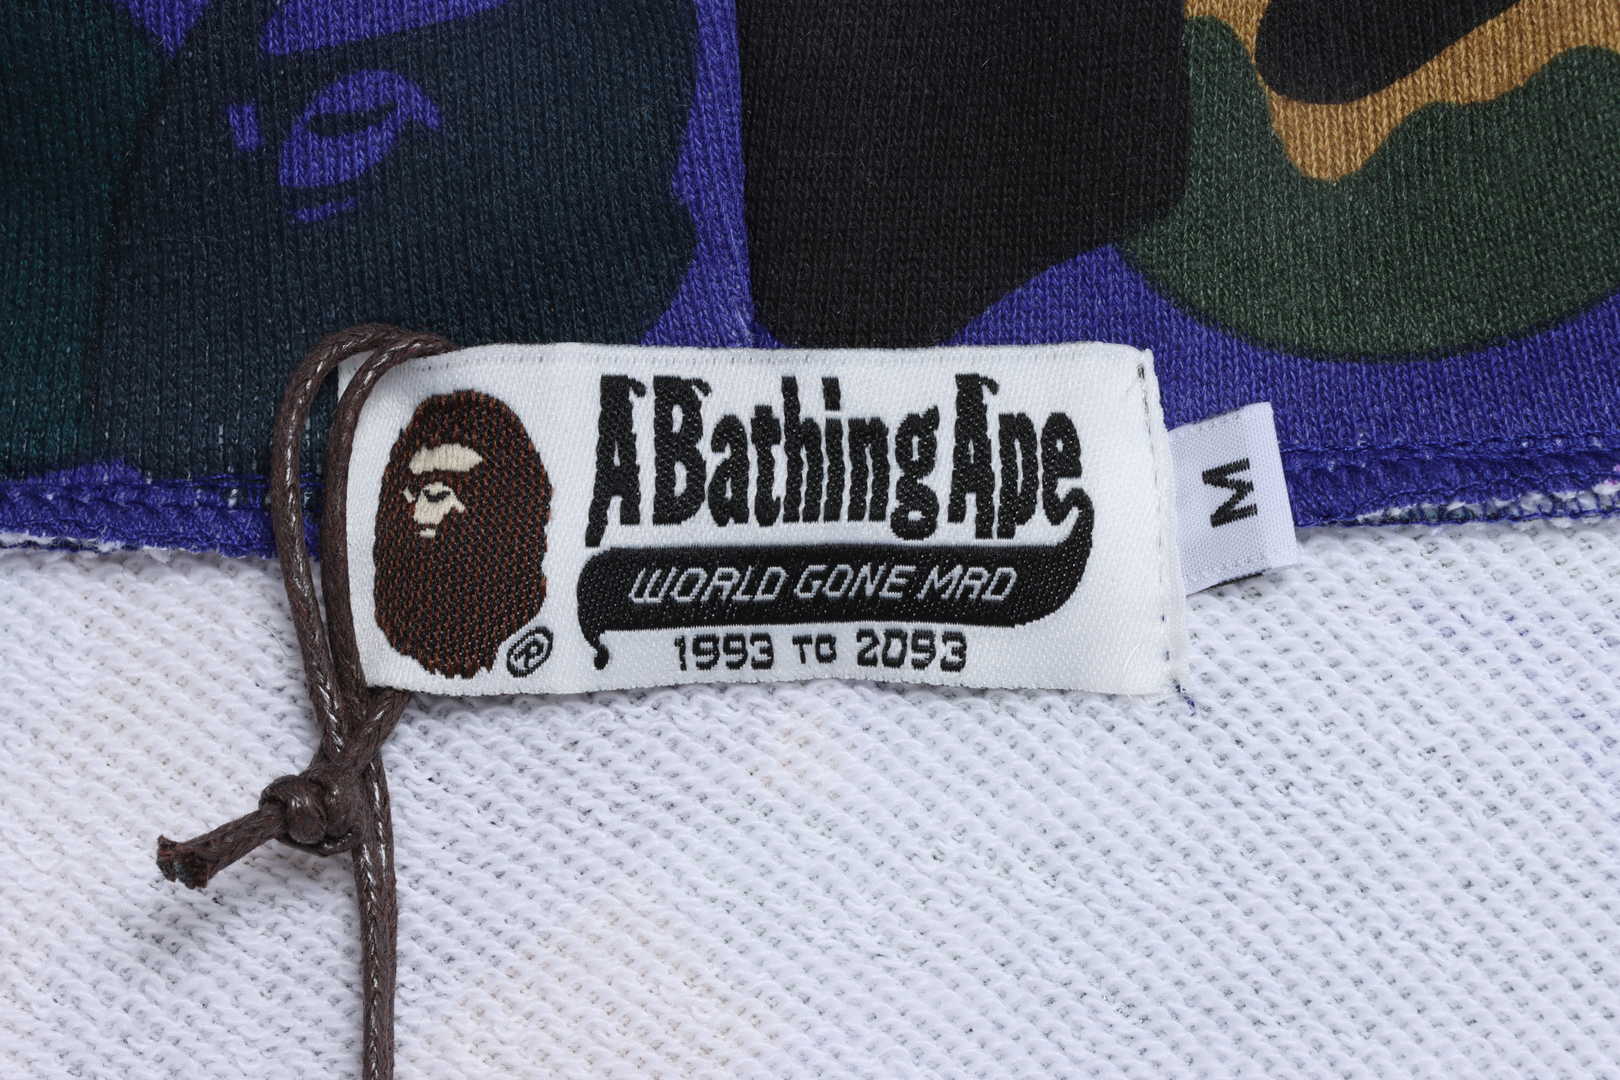 A Bathing Ape
WORLD GONE MAD
1993 TO 2093
®
M